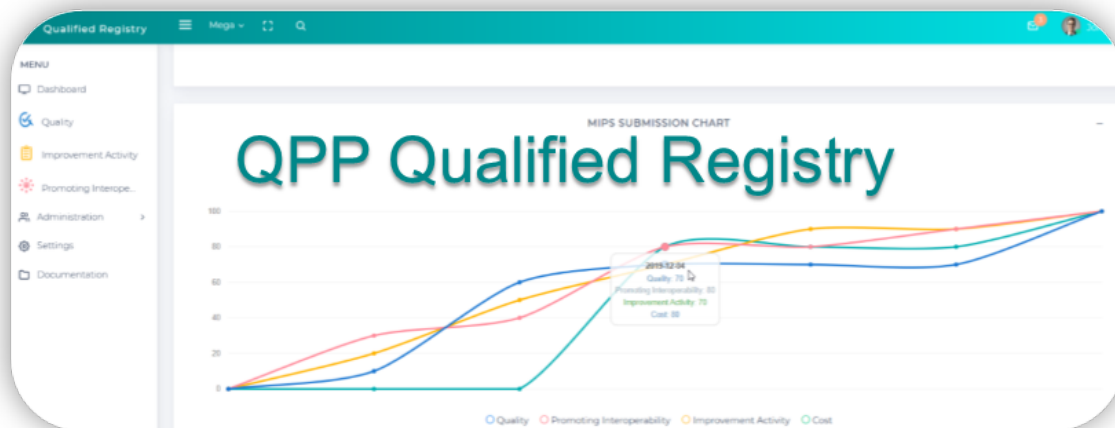 Qualified Registry
Mega
MENU
Dashboard
Quality
Improvement Activity
Promoting Interope...
Administration
Settings
Documentation
MIPS SUBMISSION CHART
QPP Qualified Registry
100
80
60
40
20
0
2019-12-04
Quality: 70
Promoting Interoperability: 80
Improvement Activity: 70
Cost: 80
Quality Promoting Interoperability Improvement Activity Cost